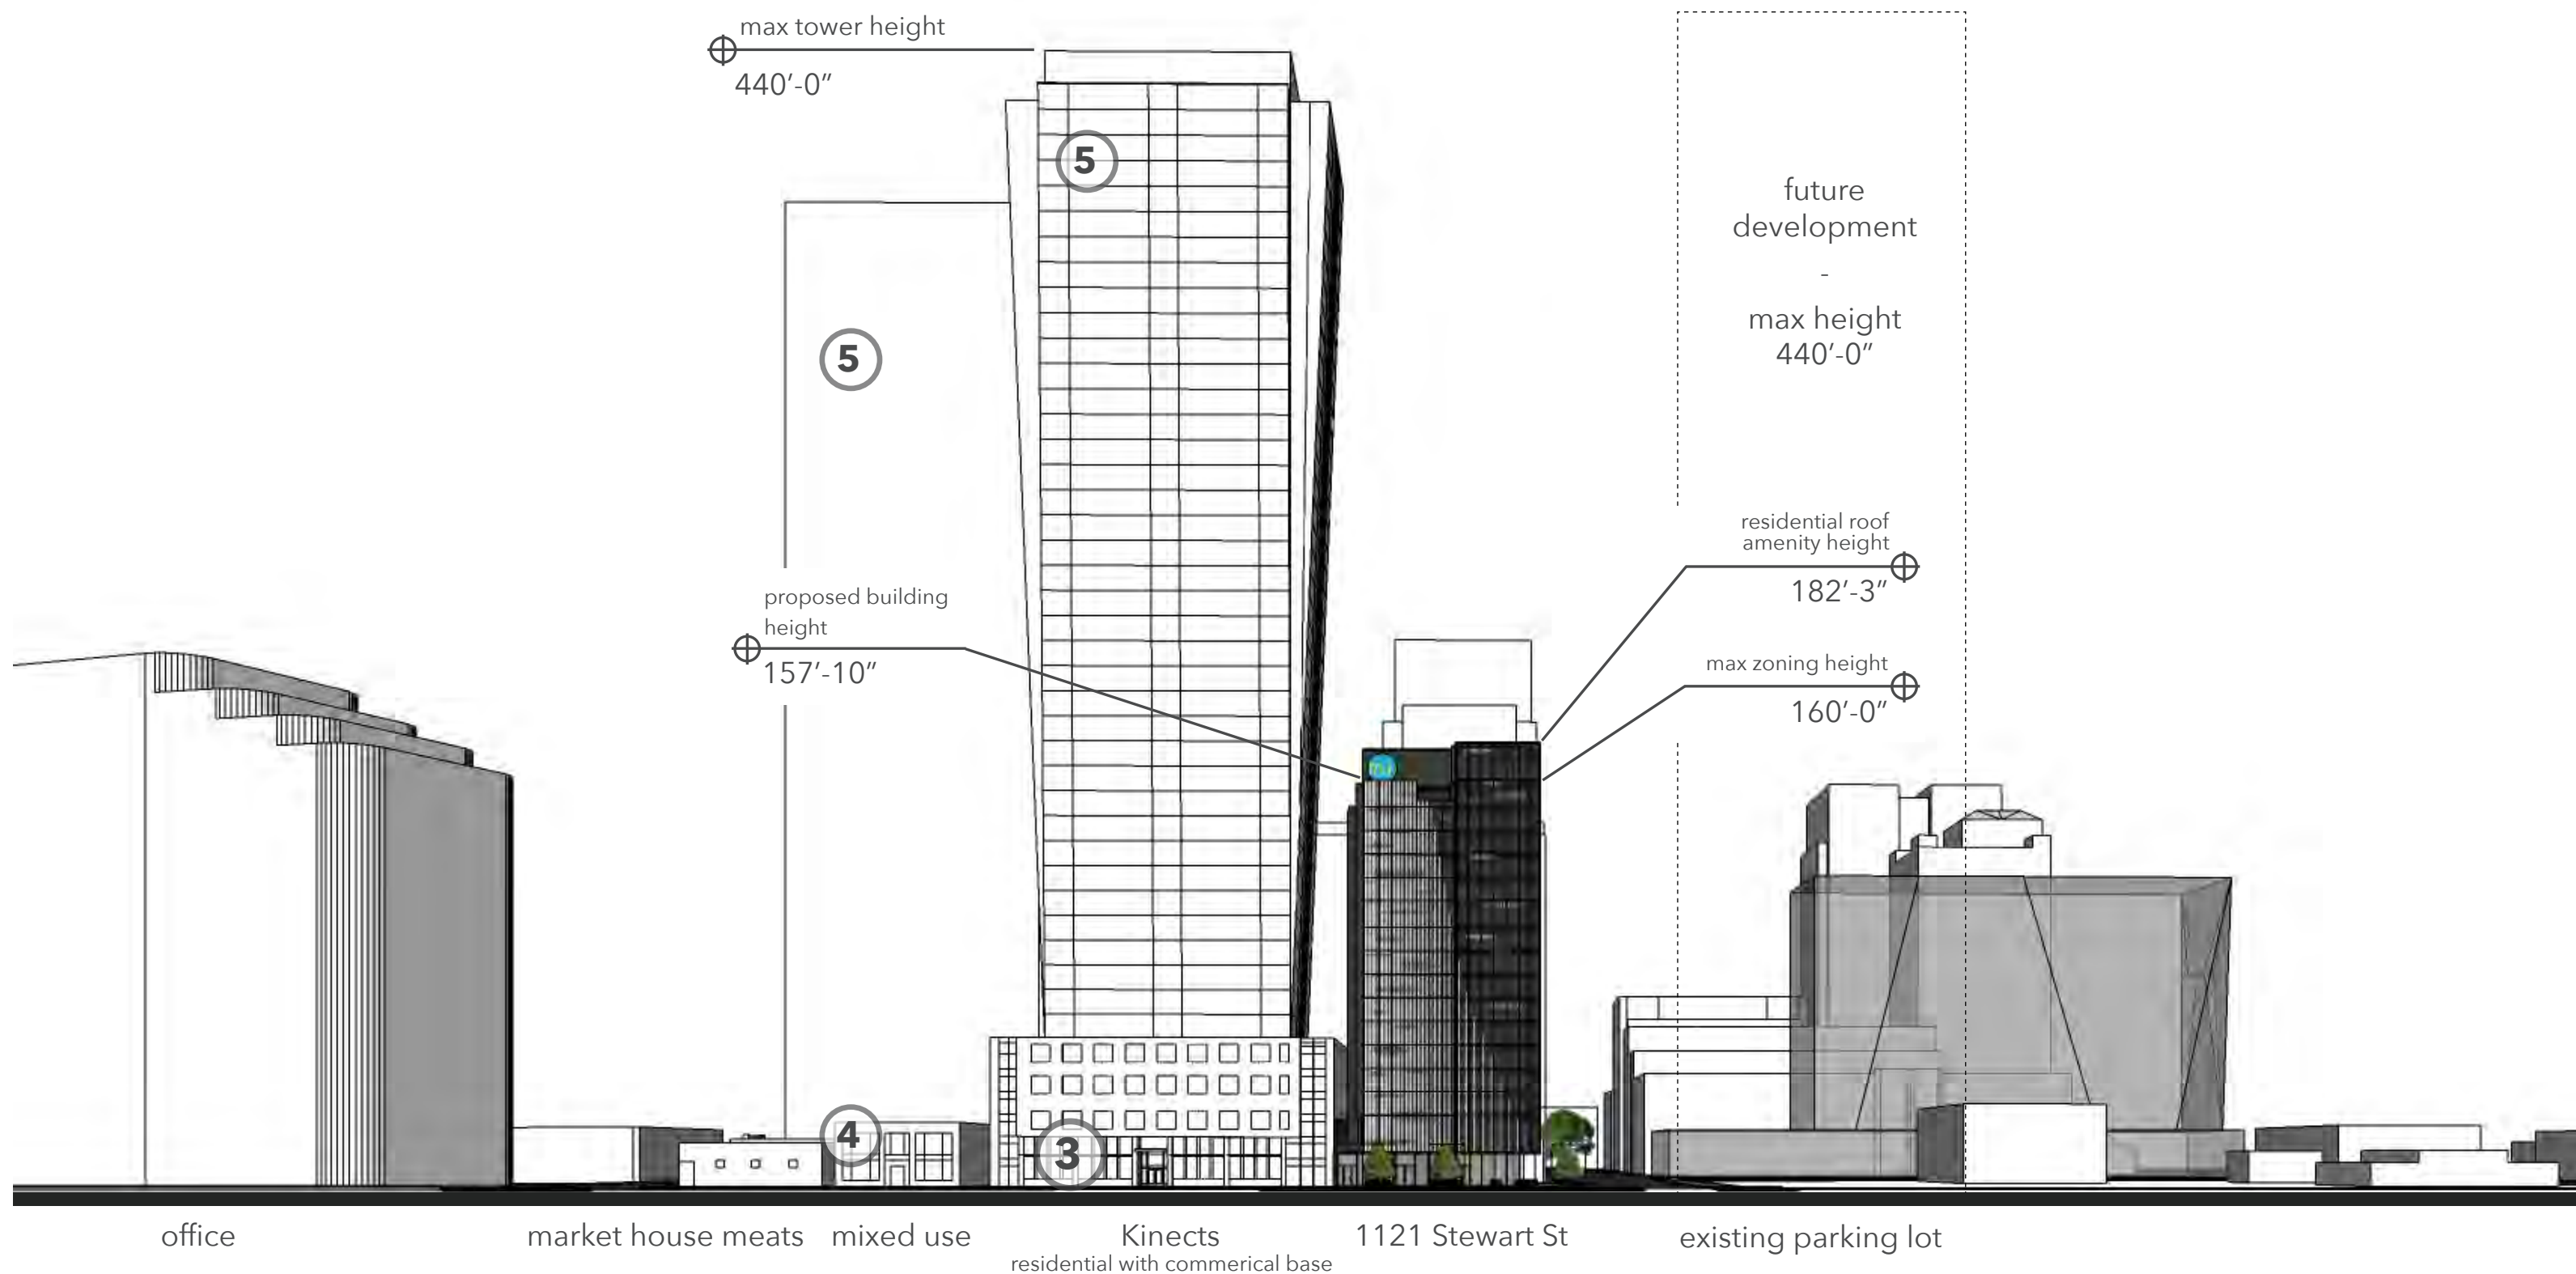 max tower height
440'-0"
5
5
future
development
-
max height
440'-0"
residential roof
amenity height
182'-3"
proposed building
height
157'-10"
max zoning height
160'-0"
4
3
office
market house meats
mixed use
Kinects
residential with commerical base
1121 Stewart St
existing parking lot